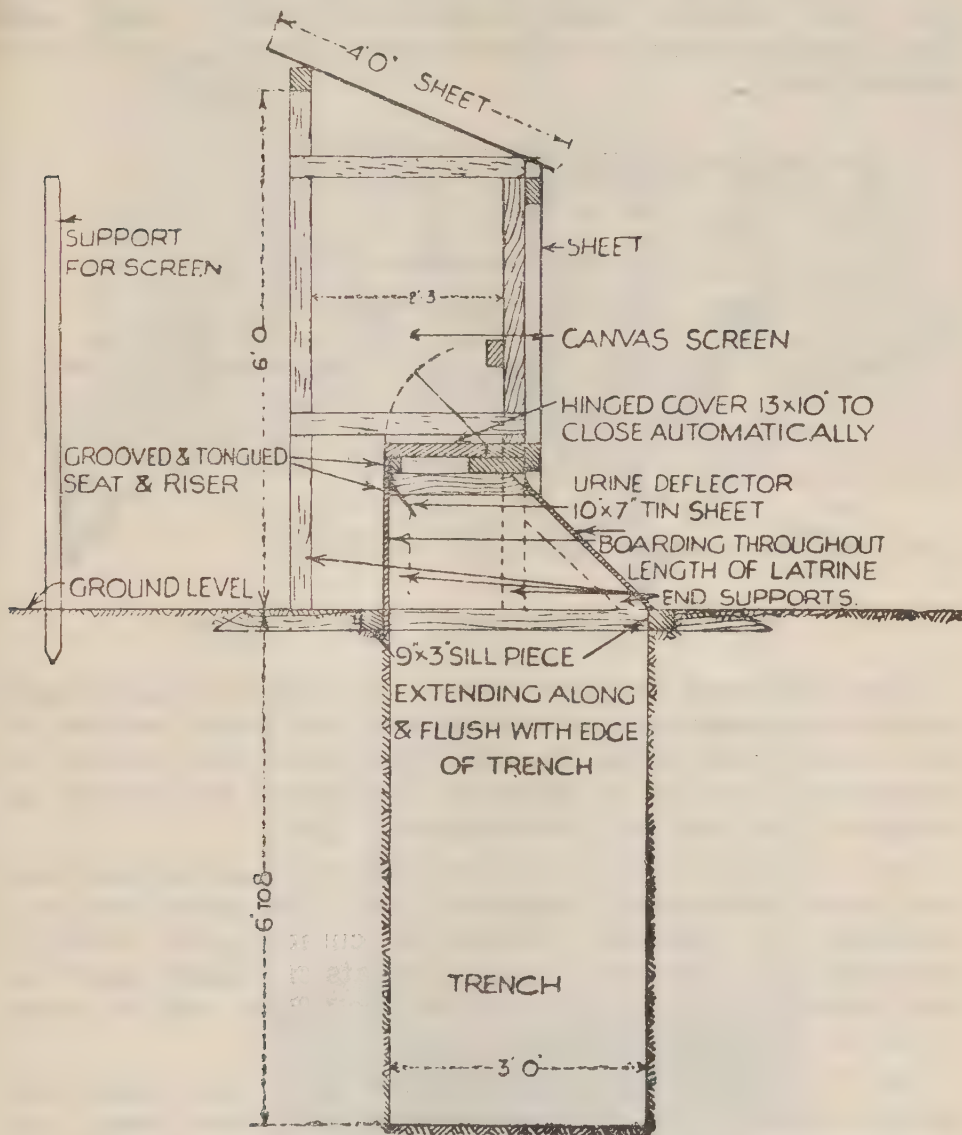 4'0" SHEET
SUPPORT
FOR SCREEN
SHEET
2'3
6'0
CANVAS SCREEN
HINGED COVER 13×10" TO
CLOSE AUTOMATICALLY
GROOVED & TONGUED
SEAT & RISER
URINE DEFLECTOR
10"×7" TIN SHEET
BOARDING THROUGHOUT
LENGTH OF LATRINE
END SUPPORTS.
GROUND LEVEL
9"×3" SILL PIECE
EXTENDING ALONG
& FLUSH WITH EDGE
OF TRENCH
6' TO 8'
TRENCH
3'0"